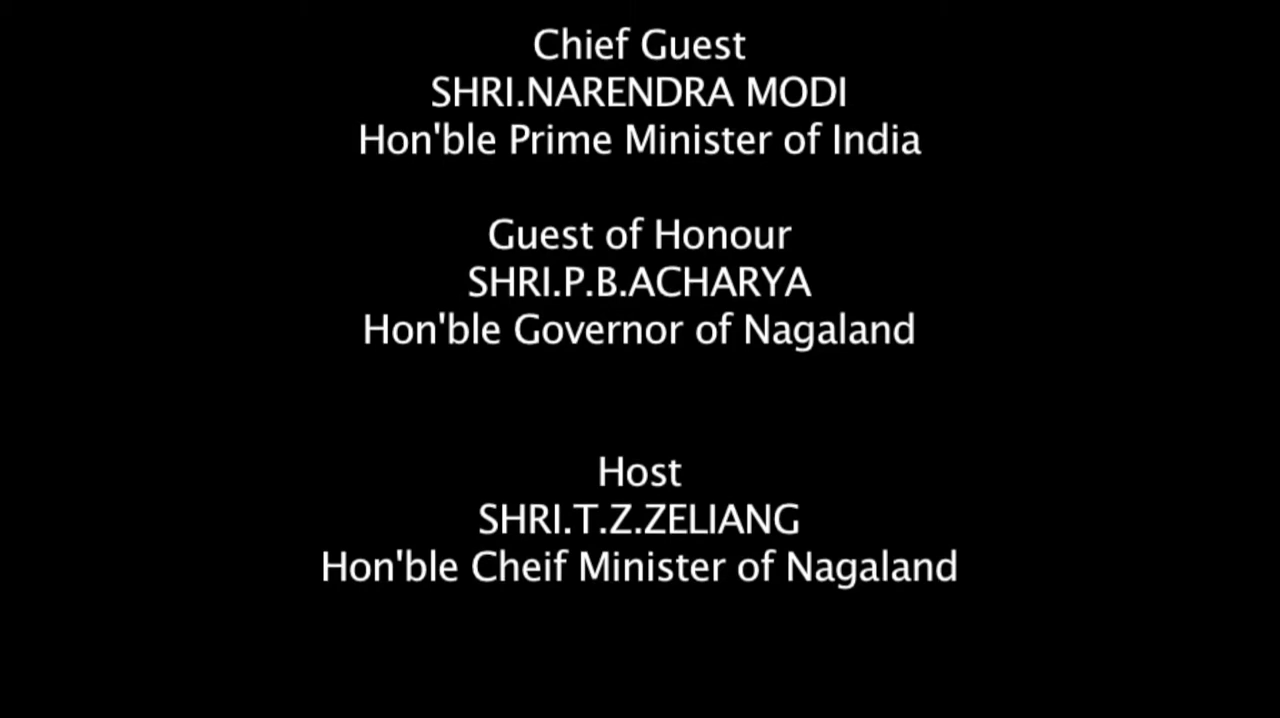 Chief Guest
SHRI.NARENDRA MODI
Hon'ble Prime Minister of India
Guest of Honour
SHRI.P.B.ACHARYA
Hon'ble Governor of Nagaland
Host
SHRI.T.Z.ZELIANG
Hon'ble Cheif Minister of Nagaland